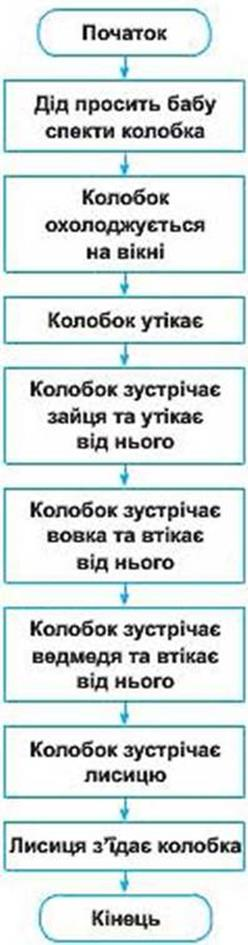 Початок
Дід просить бабу
спекти колобка
Колобок
охолоджується
на вікні
Колобок утікає
Колобок зустрічає
зайця та утікає
від нього
Колобок зустрічає
вовка та втікає
від нього
Колобок зустрічає
ведмедя та втікає
від нього
Колобок зустрічає
лисицю
Лисиця з’їдає колобка
Кінець